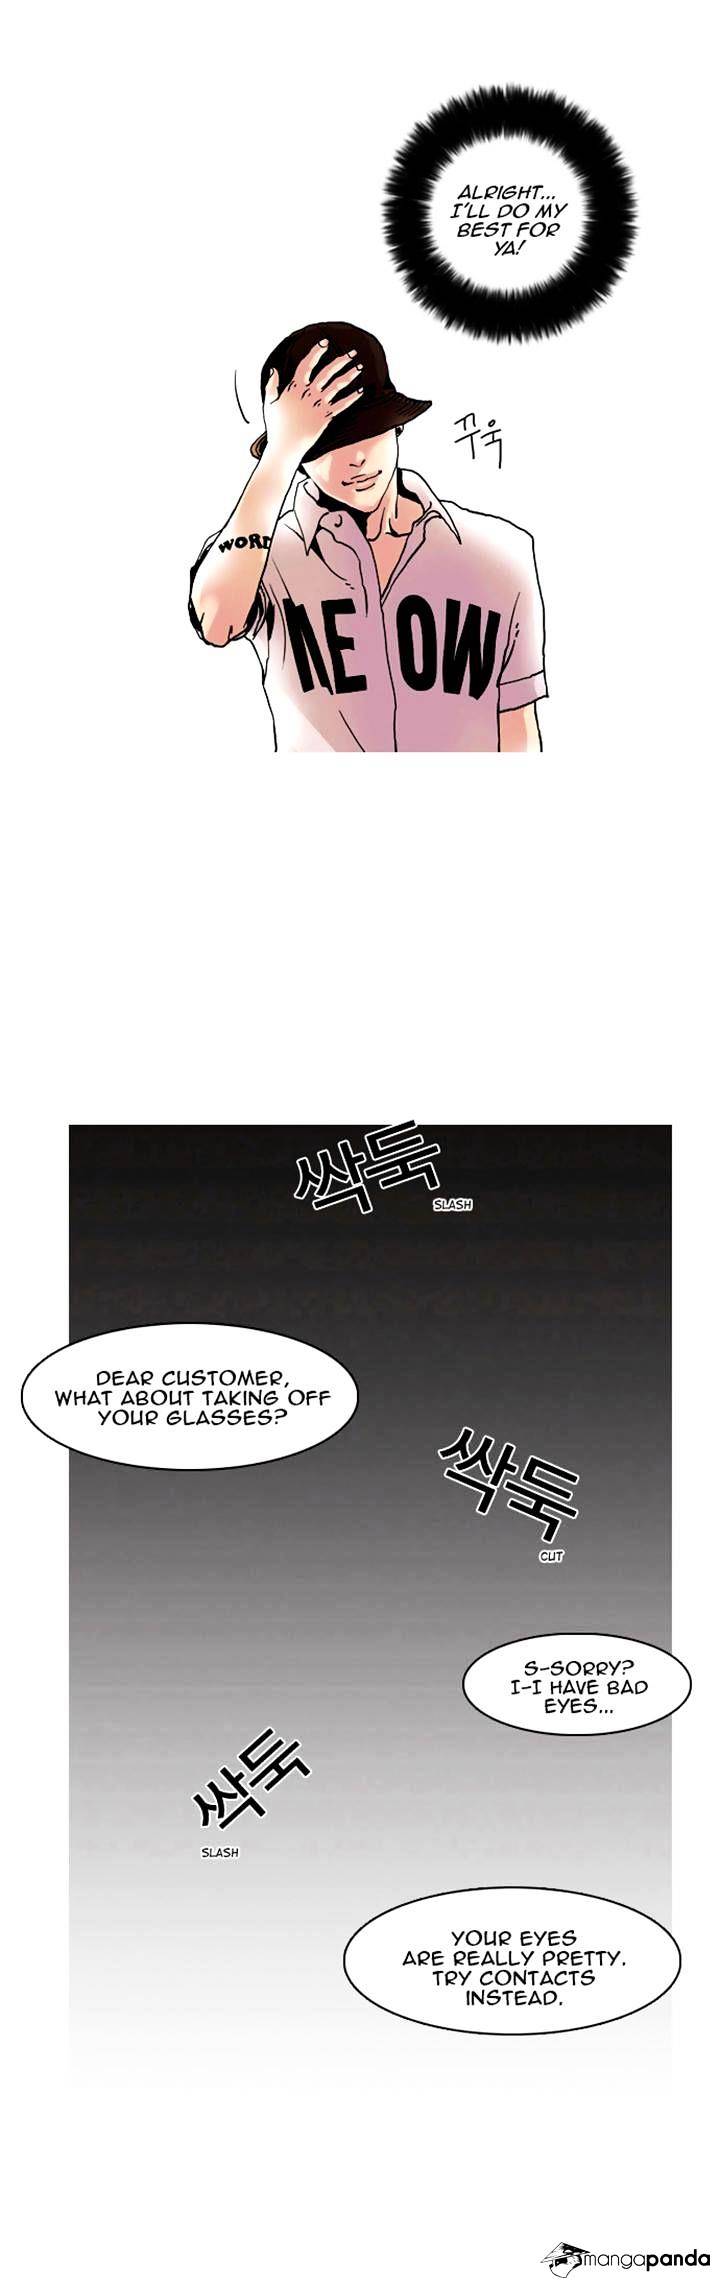 ALRIGHT...
I'LL DO MY
BEST FOR
YA!
꾸욱
WORD
MEOW
싹둑
SLASH
DEAR CUSTOMER,
WHAT ABOUT TAKING OFF
YOUR GLASSES?
싹둑
CUT
S-SORRY?
I-I HAVE BAD
EYES...
싹둑
SLASH
YOUR EYES
ARE REALLY PRETTY.
TRY CONTACTS
INSTEAD.
mangapanda